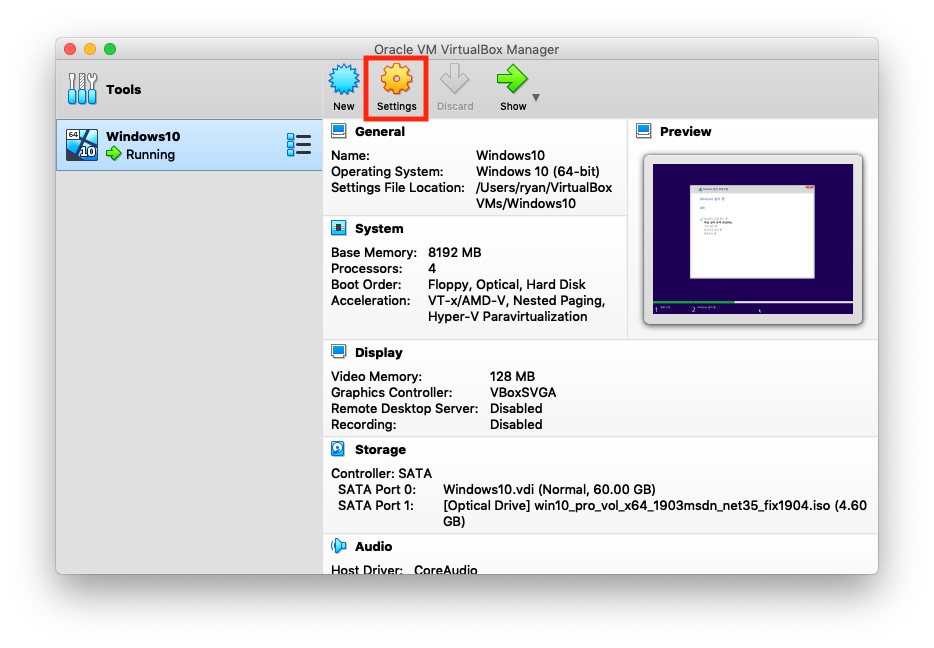 Oracle VM VirtualBox Manager
Tools
New
Settings
Discard
Show
64
10
Windows10
Running
General
Name: Windows10
Operating System: Windows 10 (64-bit)
Settings File Location: /Users/ryan/VirtualBox
VMs/Windows10
Preview
System
Base Memory: 8192 MB
Processors: 4
Boot Order: Floppy, Optical, Hard Disk
Acceleration: VT-x/AMD-V, Nested Paging,
Hyper-V Paravirtualization
1
2
Display
Video Memory: 128 MB
Graphics Controller: VBoxSVGA
Remote Desktop Server: Disabled
Recording: Disabled
Storage
Controller: SATA
SATA Port 0: Windows10.vdi (Normal, 60.00 GB)
SATA Port 1: [Optical Drive] win10_pro_vol_x64_1903msdn_net35_fix1904.iso (4.60
GB)
Audio
Host Driver: CoreAudio